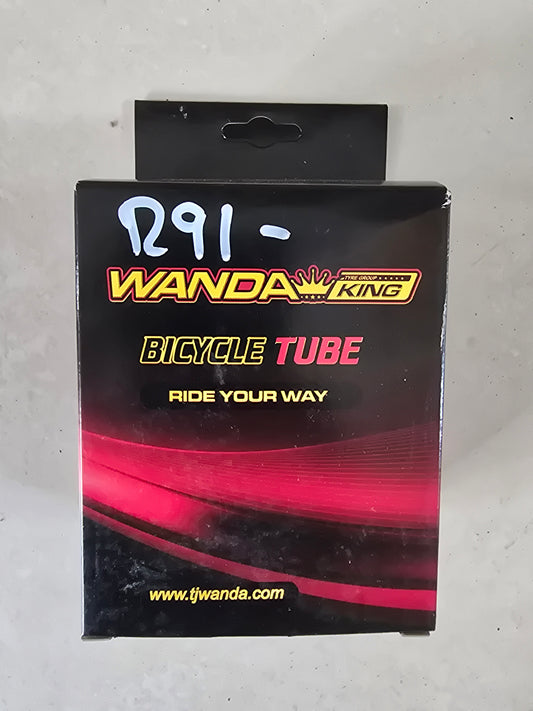 R91-
WANDA KING
TYRE GROUP
BICYCLE TUBE
RIDE YOUR WAY
www.tjwanda.com